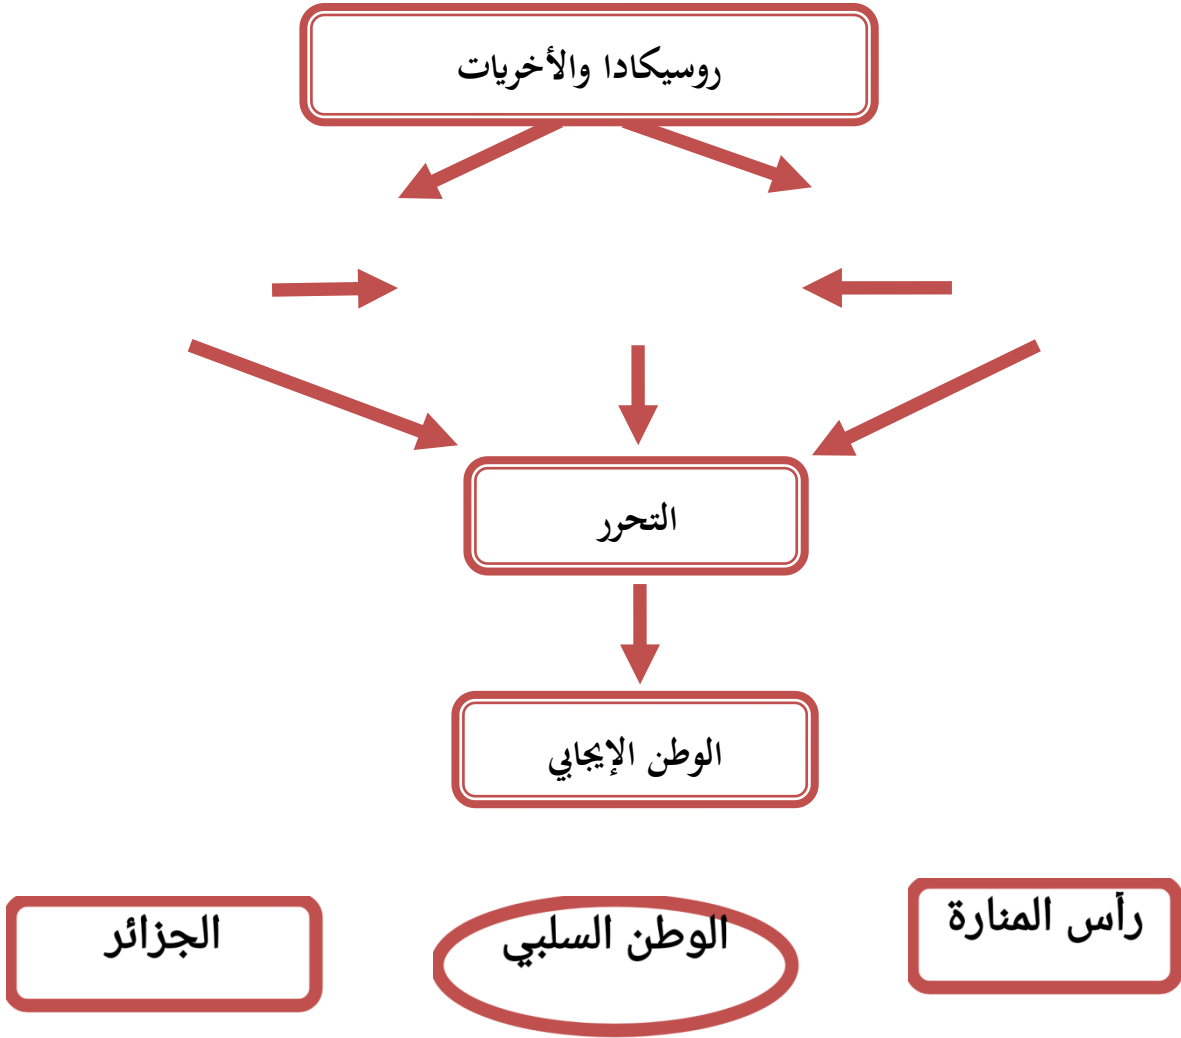 روسيكادا والأخريات
التحرر
الوطن الإيجابي
رأس المنارة
الوطن السلبي
الجزائر